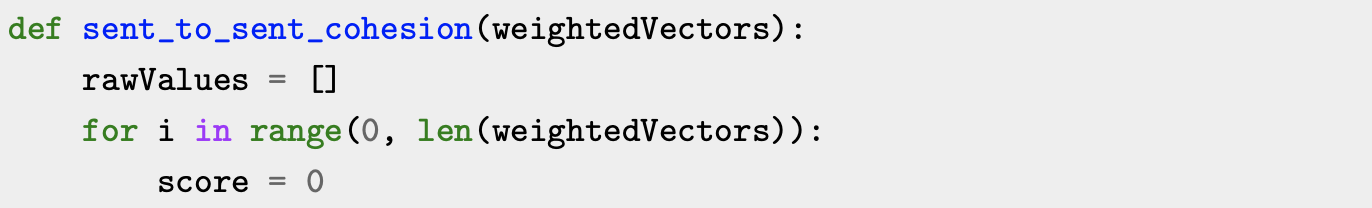 def sent_to_sent_cohesion(weightedVectors):
    rawValues = []
    for i in range(0, len(weightedVectors)):
        score = 0